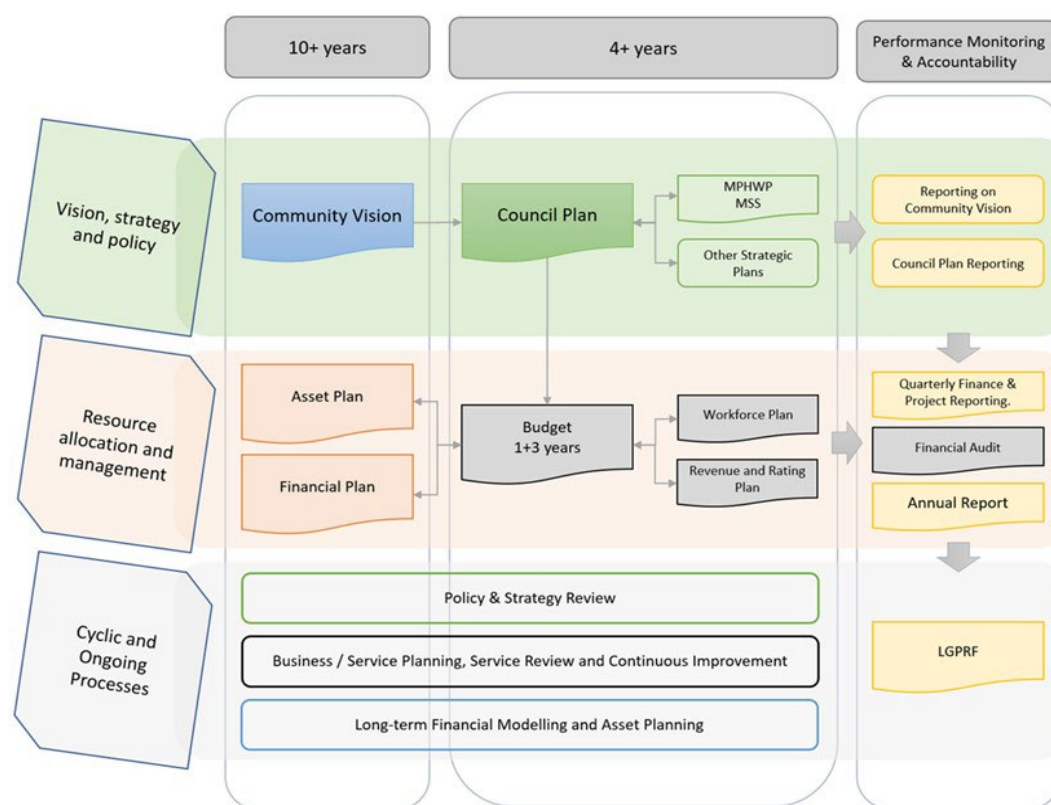 10+ years
4+ years
Performance Monitoring
& Accountability
Vision, strategy
and policy
Community Vision
Council Plan
MPHWP
MSS
Other Strategic
Plans
Reporting on
Community Vision
Council Plan Reporting
Resource
allocation and
management
Asset Plan
Financial Plan
Budget
1+3 years
Workforce Plan
Revenue and Rating
Plan
Quarterly Finance &
Project Reporting.
Financial Audit
Annual Report
Cyclic and
Ongoing
Processes
Policy & Strategy Review
Business / Service Planning, Service Review and Continuous Improvement
Long-term Financial Modelling and Asset Planning
LGPRF